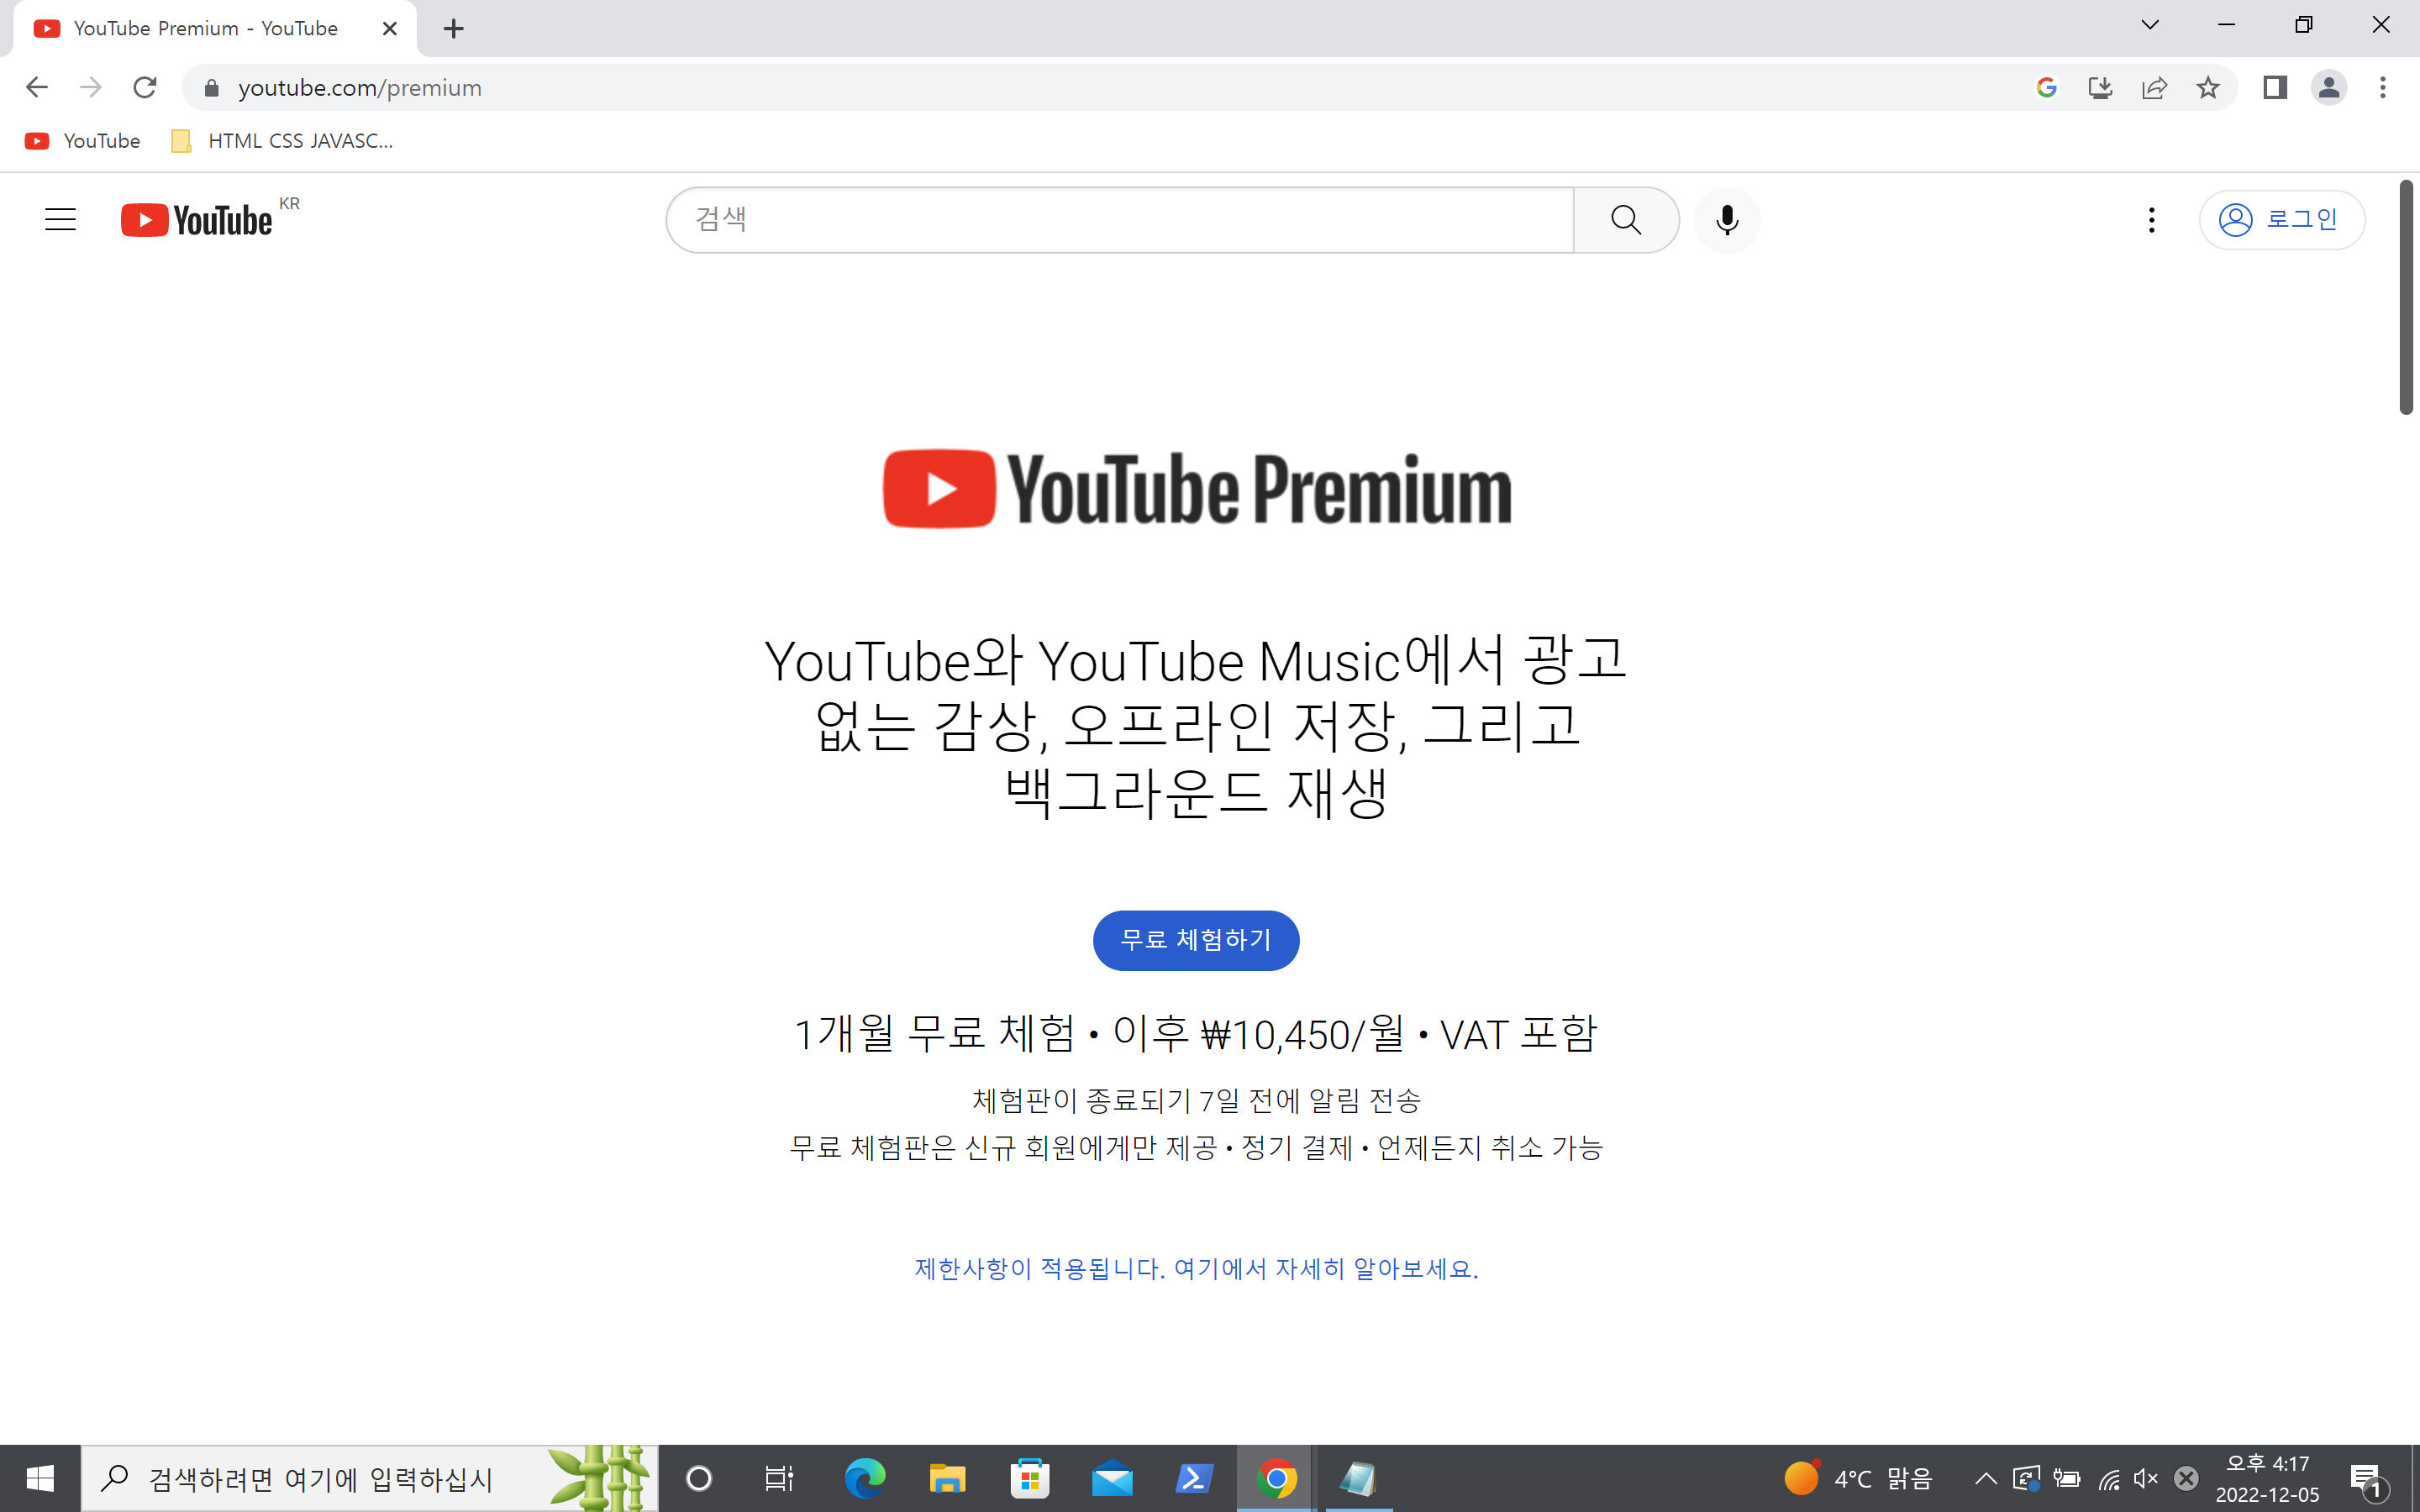 YouTube Premium - YouTube
youtube.com/premium
YouTube
HTML CSS JAVASC...
YouTube KR
검색
로그인
YouTube Premium
YouTube와 YouTube Music에서 광고
없는 감상, 오프라인 저장, 그리고
백그라운드 재생
무료 체험하기
1개월 무료 체험 • 이후 ₩10,450/월 • VAT 포함
체험판이 종료되기 7일 전에 알림 전송
무료 체험판은 신규 회원에게만 제공 • 정기 결제 • 언제든지 취소 가능
제한사항이 적용됩니다. 여기에서 자세히 알아보세요.
검색하려면 여기에 입력하십시
4°C 맑음
오후 4:17
2022-12-05
1